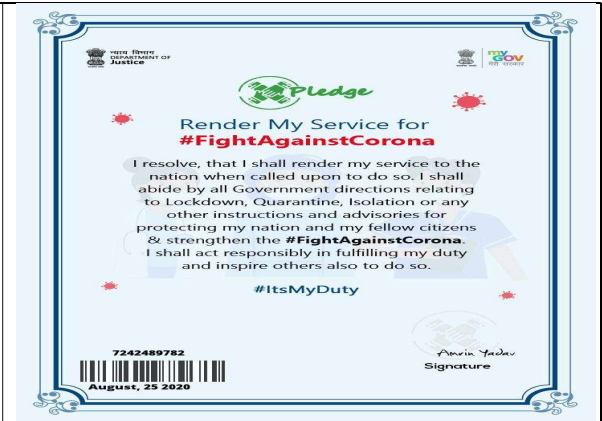 न्याय विभाग
DEPARTMENT OF
Justice
my
GOV
मेरी सरकार
Pledge
Render My Service for
#FightAgainstCorona
I resolve, that I shall render my service to the
nation when called upon to do so. I shall
abide by all Government directions relating
to Lockdown, Quarantine, Isolation or any
other instructions and advisories for
protecting my nation and my fellow citizens
& strengthen the #FightAgainstCorona.
I shall act responsibly in fulfilling my duty
and inspire others also to do so.
#ItsMyDuty
7242489782
August, 25 2020
Amrin Yadav
Signature